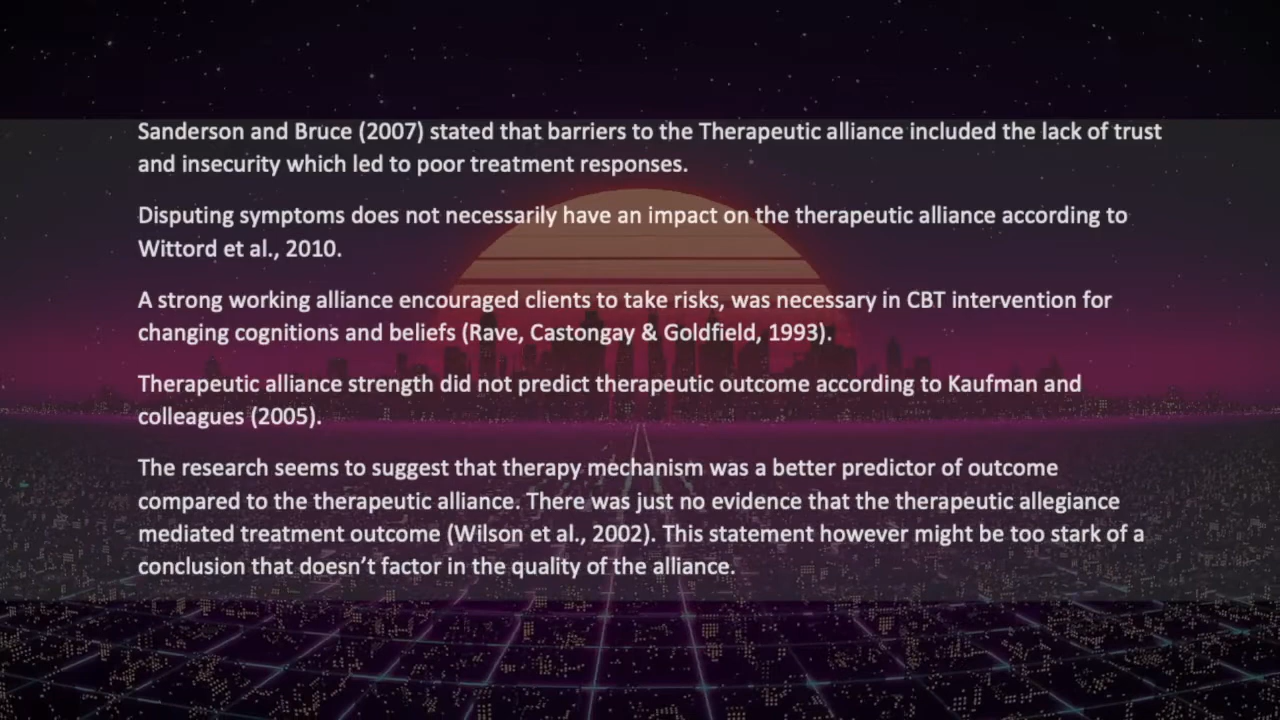 Sanderson and Bruce (2007) stated that barriers to the Therapeutic alliance included the lack of trust
and insecurity which led to poor treatment responses.
Disputing symptoms does not necessarily have an impact on the therapeutic alliance according to
Wittord et al., 2010.
A strong working alliance encouraged clients to take risks, was necessary in CBT intervention for
changing cognitions and beliefs (Rave, Castongay & Goldfield, 1993).
Therapeutic alliance strength did not predict therapeutic outcome according to Kaufman and
colleagues (2005).
The research seems to suggest that therapy mechanism was a better predictor of outcome
compared to the therapeutic alliance. There was just no evidence that the therapeutic allegiance
mediated treatment outcome (Wilson et al., 2002). This statement however might be too stark of a
conclusion that doesn’t factor in the quality of the alliance.